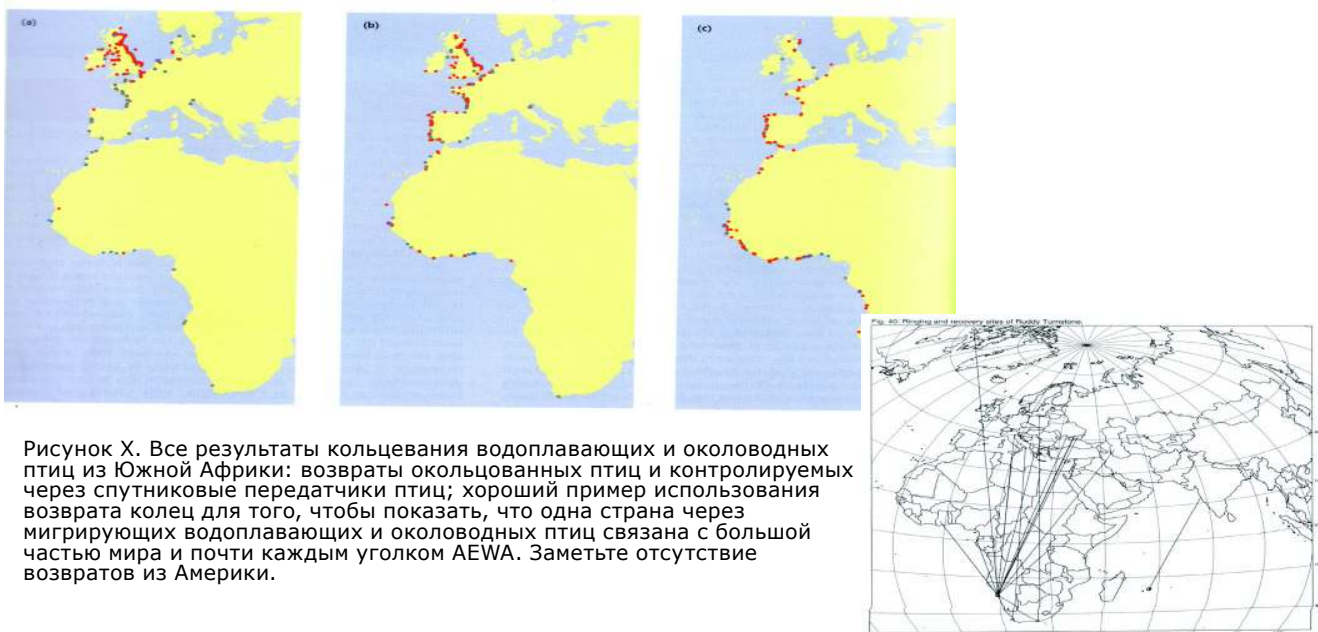 (a)
(b)
(c)
Fig. 40: Ringing and recovery sites of Ruddy Turnstone.
Рисунок X. Все результаты кольцевания водоплавающих и околоводных
птиц из Южной Африки: возвраты окольцованных птиц и контролируемых
через спутниковые передатчики птиц; хороший пример использования
возврата колец для того, чтобы показать, что одна страна через
мигрирующих водоплавающих и околоводных птиц связана с большой
частью мира и почти каждым уголком AEWA. Заметьте отсутствие
возвратов из Америки.